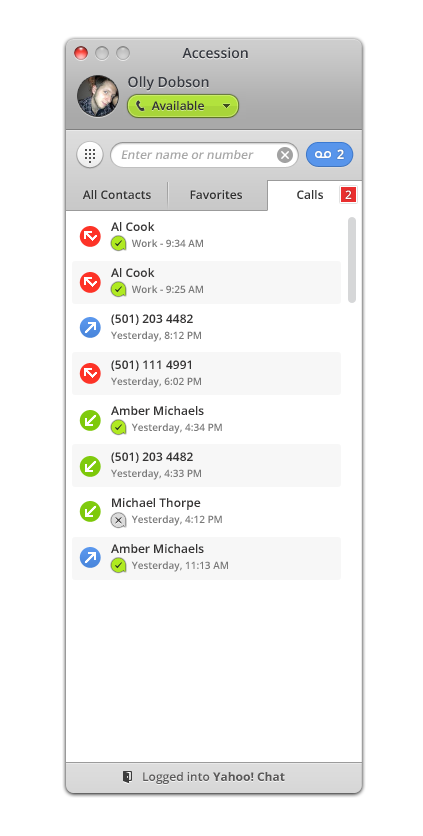 Accession
Olly Dobson
Available
Enter name or number
2
All Contacts
Favorites
Calls
2
Al Cook
Work - 9:34 AM
Al Cook
Work - 9:25 AM
(501) 203 4482
Yesterday, 8:12 PM
(501) 111 4991
Yesterday, 6:02 PM
Amber Michaels
Yesterday, 4:34 PM
(501) 203 4482
Yesterday, 4:33 PM
Michael Thorpe
Yesterday, 4:12 PM
Amber Michaels
Yesterday, 11:13 AM
Logged into Yahoo! Chat